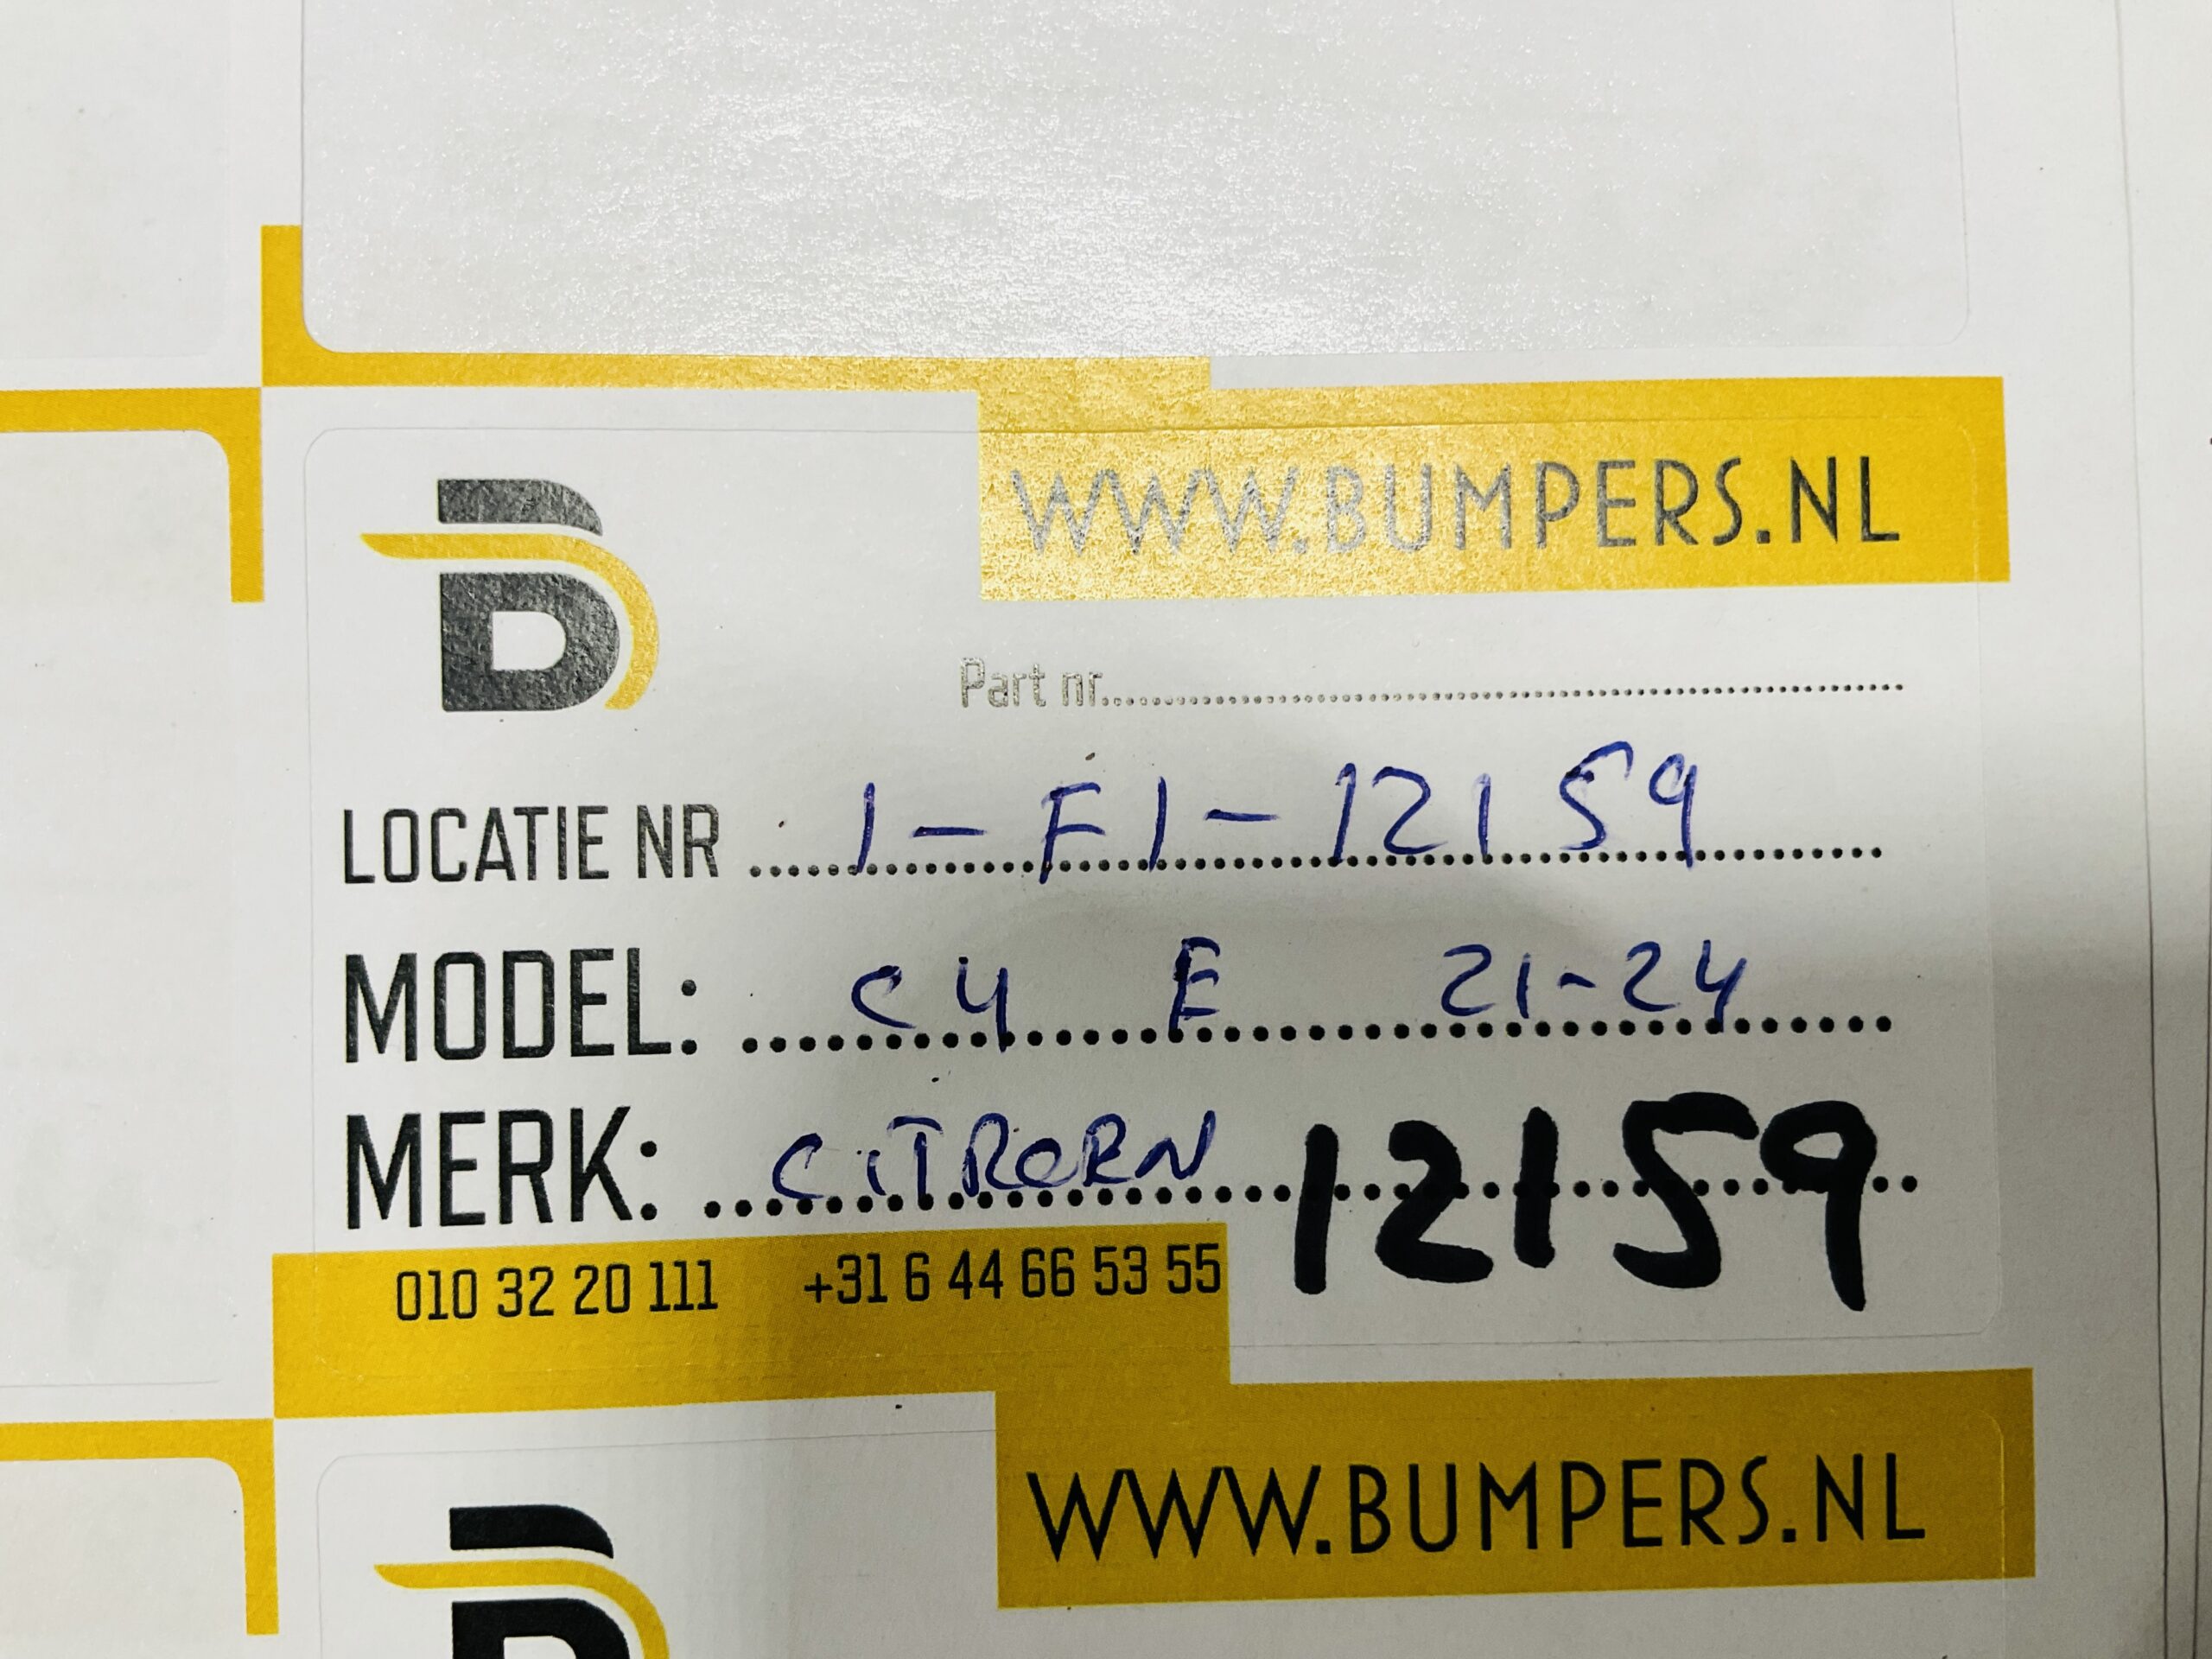 WWW.BUMPERS.NL
Part nr.............................................................
LOCATIE NR 1-F1-12159
MODEL: C4 E 21-24
MERK: CiTROEN 12159
010 32 20 111 +31 6 44 66 53 55
WWW.BUMPERS.NL